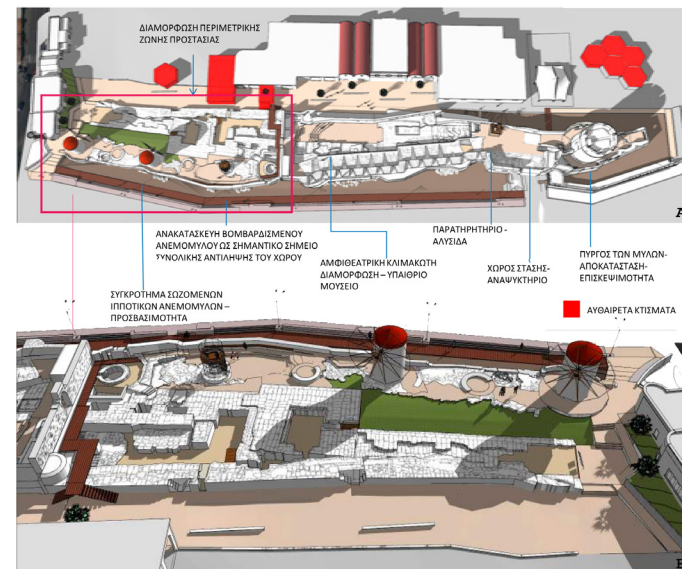 ΔΙΑΜΟΡΦΩΣΗ ΠΕΡΙΜΕΤΡΙΚΗΣ
ΖΩΝΗΣ ΠΡΟΣΤΑΣΙΑΣ
Α
ΑΝΑΚΑΤΑΣΚΕΥΗ ΒΟΜΒΑΡΔΙΣΜΕΝΟΥ
ΑΝΕΜΟΜΥΛΟΥ ΩΣ ΣΗΜΑΝΤΙΚΟ ΣΗΜΕΙΟ
ΣΥΝΟΛΙΚΗΣ ΑΝΤΙΛΗΨΗΣ ΤΟΥ ΧΩΡΟΥ
ΑΜΦΙΘΕΑΤΡΙΚΗ ΚΛΙΜΑΚΩΤΗ
ΔΙΑΜΟΡΦΩΣΗ – ΥΠΑΙΘΡΙΟ
ΜΟΥΣΕΙΟ
ΠΑΡΑΤΗΡΗΤΗΡΙΟ -
ΑΛΥΣΙΔΑ
ΧΩΡΟΣ ΣΤΑΣΗΣ-
ΑΝΑΨΥΚΤΗΡΙΟ
ΠΥΡΓΟΣ ΤΩΝ ΜΥΛΩΝ-
ΑΠΟΚΑΤΑΣΤΑΣΗ-
ΕΠΙΣΚΕΨΙΜΟΤΗΤΑ
ΣΥΓΚΡΟΤΗΜΑ ΣΩΖΟΜΕΝΩΝ
ΙΠΠΟΤΙΚΩΝ ΑΝΕΜΟΜΥΛΩΝ –
ΠΡΟΣΒΑΣΙΜΟΤΗΤΑ
ΑΥΘΑΙΡΕΤΑ ΚΤΙΣΜΑΤΑ
Β